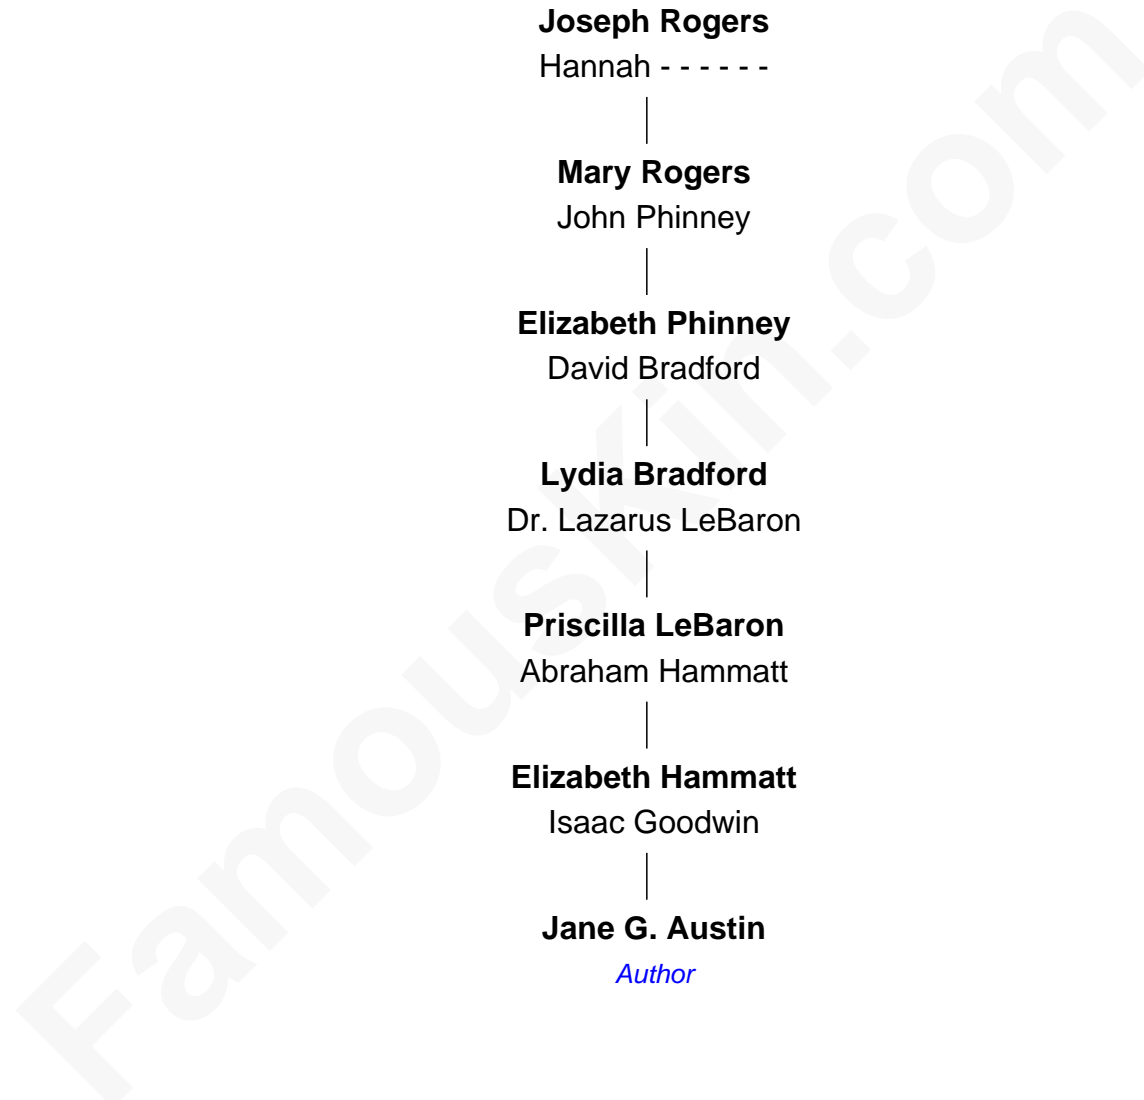 Joseph Rogers
Hannah - - - - - -
Mary Rogers
John Phinney
Elizabeth Phinney
David Bradford
Lydia Bradford
Dr. Lazarus LeBaron
Priscilla LeBaron
Abraham Hammatt
Elizabeth Hammatt
Isaac Goodwin
Jane G. Austin
Author
FamousKin.com